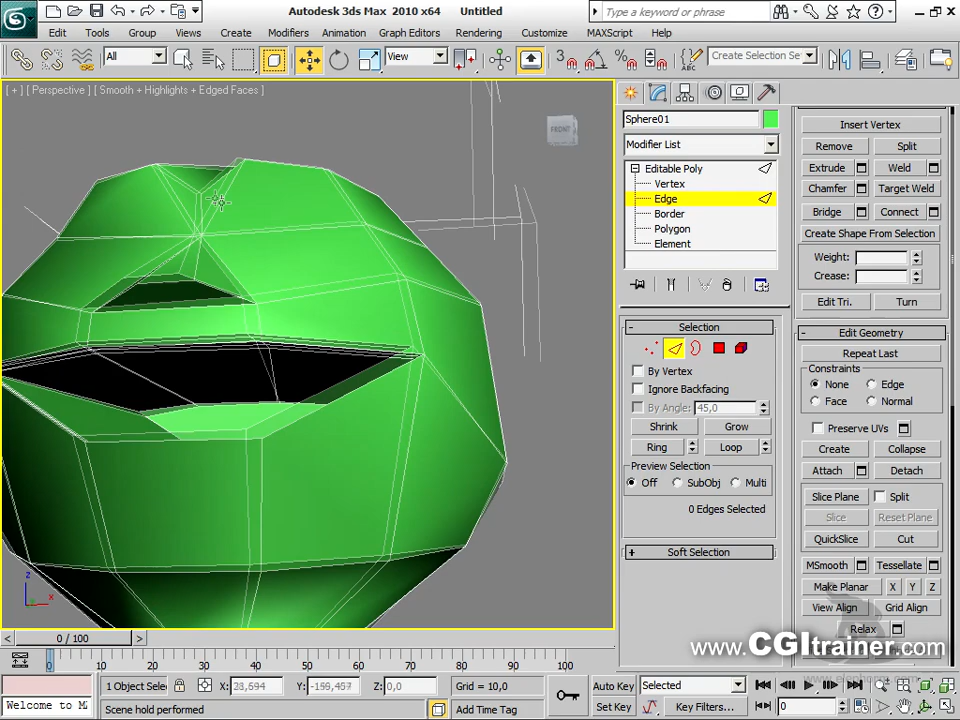 Autodesk 3ds Max 2010 x64 Untitled
Type a keyword or phrase
Edit Tools Group Views Create Modifiers Animation Graph Editors Rendering Customize MAXScript Help
All View 3 Create Selection Se
[ + ] [ Perspective ] [ Smooth + Highlights + Edged Faces ]
FRONT
Sphere01
Modifier List
Editable Poly
Vertex
Edge
Border
Polygon
Element
Selection
By Vertex
Ignore Backfacing
By Angle: 45,0
Shrink Grow
Ring Loop
Preview Selection
Off SubObj Multi
0 Edges Selected
Soft Selection
Insert Vertex
Remove Split
Extrude Weld
Chamfer Target Weld
Bridge Connect
Create Shape From Selection
Weight:
Crease:
Edit Tri. Turn
Edit Geometry
Repeat Last
Constraints
None Edge
Face Normal
Preserve UVs
Create Collapse
Attach Detach
Slice Plane Split
Slice Reset Plane
QuickSlice Cut
MSmooth Tessellate
Make Planar X Y Z
View Align Grid Align
Relax
www.CGItrainer.com
z
x
0 / 100
0 10 20 30 40 50 60 70 80 90 100
1 Object Selec X: 23,594 Y: -159,457 Z: 0,0 Grid = 10,0 Auto Key Selected
Welcome to M Scene hold performed Add Time Tag Set Key Key Filters... 0